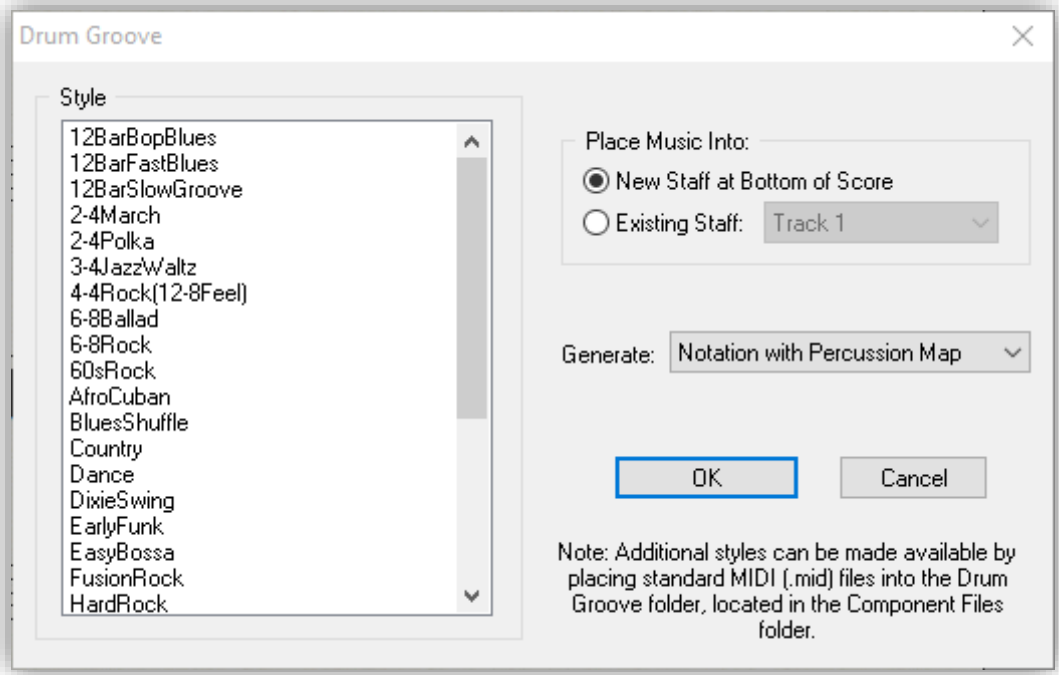 Drum Groove
Style
12BarBopBlues
12BarFastBlues
12BarSlowGroove
2-4March
2-4Polka
3-4JazzWaltz
4-4Rock(12-8Feel)
6-8Ballad
6-8Rock
60sRock
AfroCuban
BluesShuffle
Country
Dance
DixieSwing
EarlyFunk
EasyBossa
FusionRock
HardRock
Place Music Into:
New Staff at Bottom of Score
Existing Staff: Track 1
Generate: Notation with Percussion Map
OK Cancel
Note: Additional styles can be made available by
placing standard MIDI (.mid) files into the Drum
Groove folder, located in the Component Files
folder.